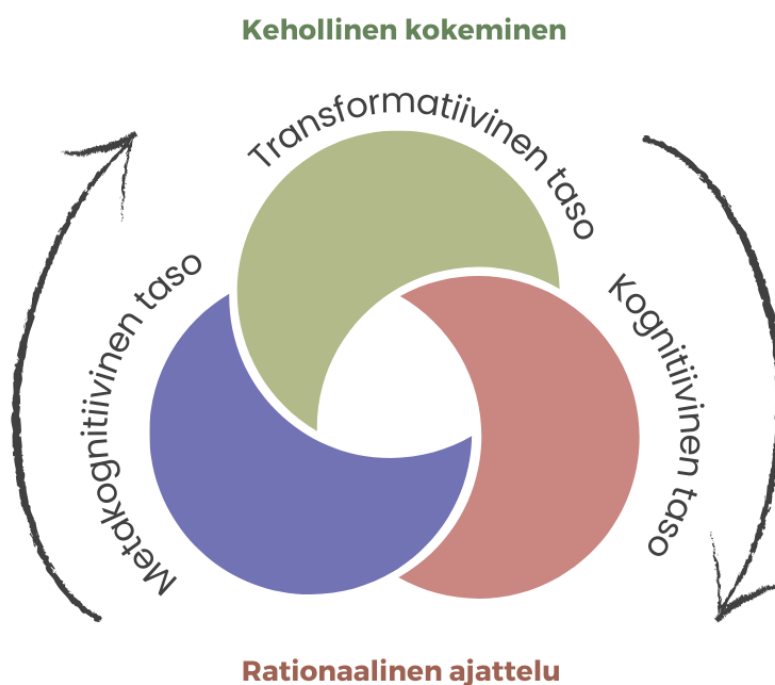 Kehollinen kokeminen
Transformatiivinen taso
Metakognitiivinen taso
Kognitiivinen taso
Rationaalinen ajattelu